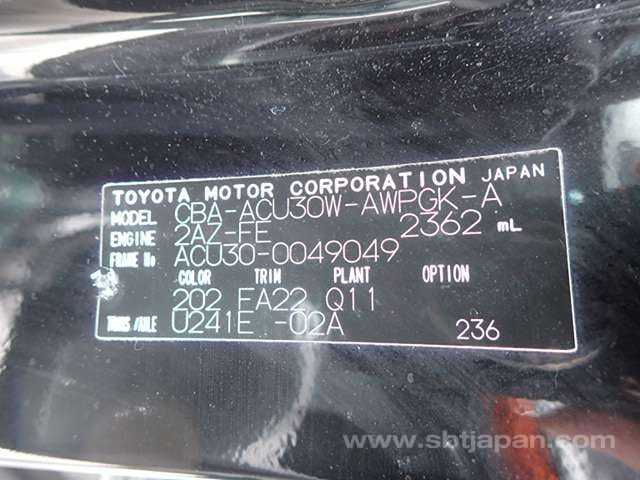 TOYOTA MOTOR CORPORATION JAPAN
MODEL CBA-ACU30W-AWPGK-A
ENGINE 2AZ-FE 2362 mL
FRAME No ACU30-0049049
COLOR TRIM PLANT OPTION
202 FA22 Q11
TRANS/AXLE U241E -02A 236
www.sbtjapan.com